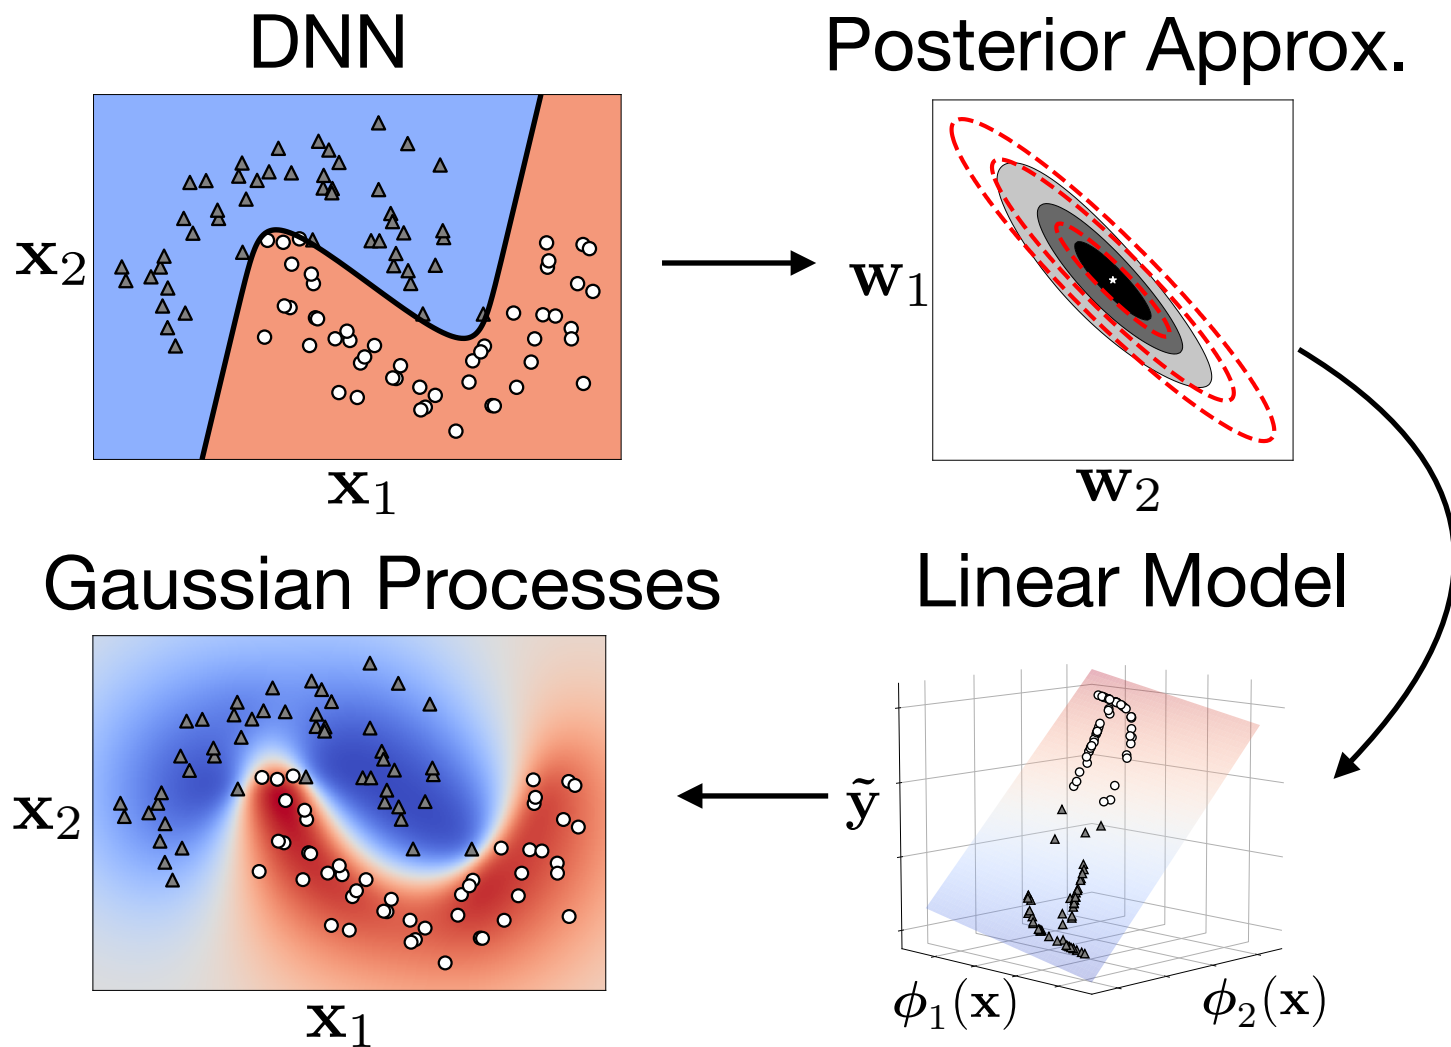 DNN
Posterior Approx.
x₂
x₁
w₁
w₂
Gaussian Processes
Linear Model
x₂
x₁
ỹ
ϕ₁(x)
ϕ₂(x)